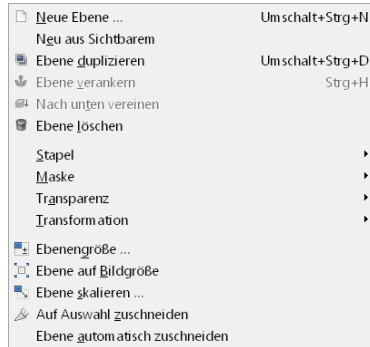 Neue Ebene ... Umschalt+Strg+N
Neu aus Sichtbarem
Ebene duplizieren Umschalt+Strg+D
Ebene verankern Strg+H
Nach unten vereinen
Ebene löschen
Stapel
Maske
Transparenz
Transformation
Ebenengröße ...
Ebene auf Bildgröße
Ebene skalieren ...
Auf Auswahl zuschneiden
Ebene automatisch zuschneiden